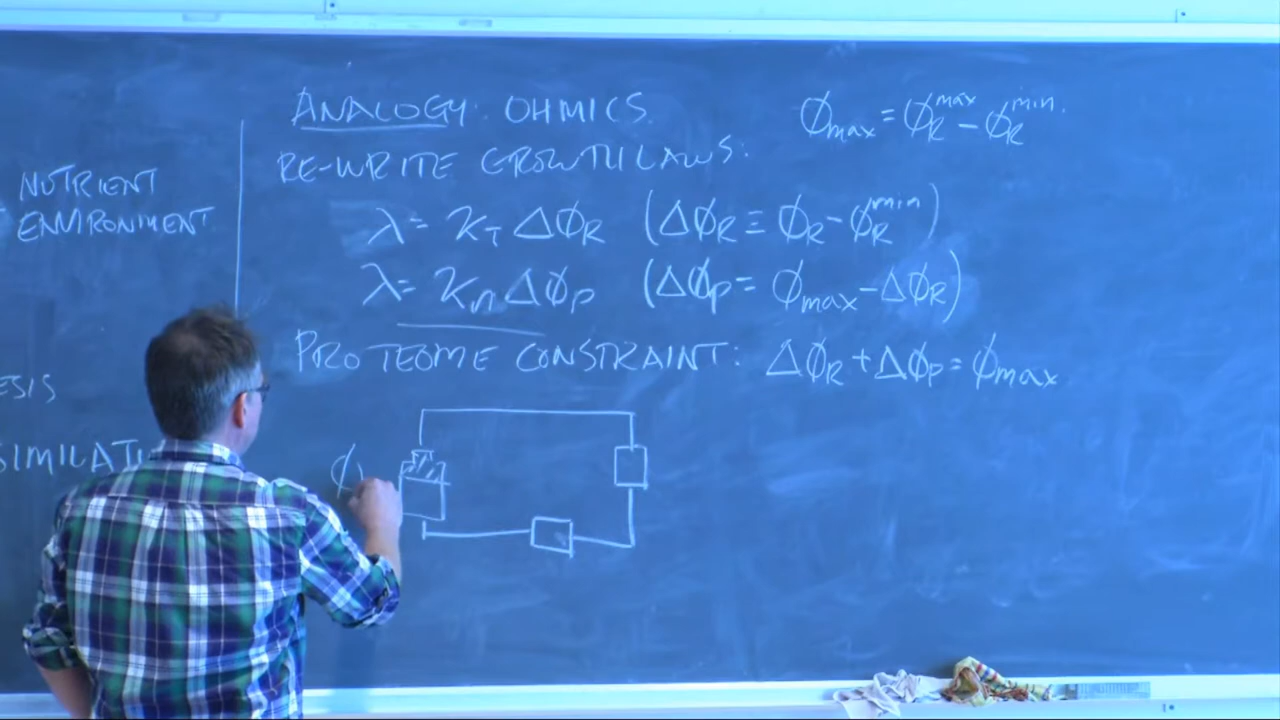 NUTRIENT
ENVIRONMENT
ESIS
SIMILATI
ANALOGY: OHMICS.
ϕmax = ϕR^max − ϕR^min.
RE-WRITE GROWTH LAWS:
λ = κT ΔϕR (ΔϕR ≡ ϕR − ϕR^min)
λ = κn ΔϕP (ΔϕP = ϕmax − ΔϕR)
PROTEOME CONSTRAINT: ΔϕR + ΔϕP = ϕmax
ϕ